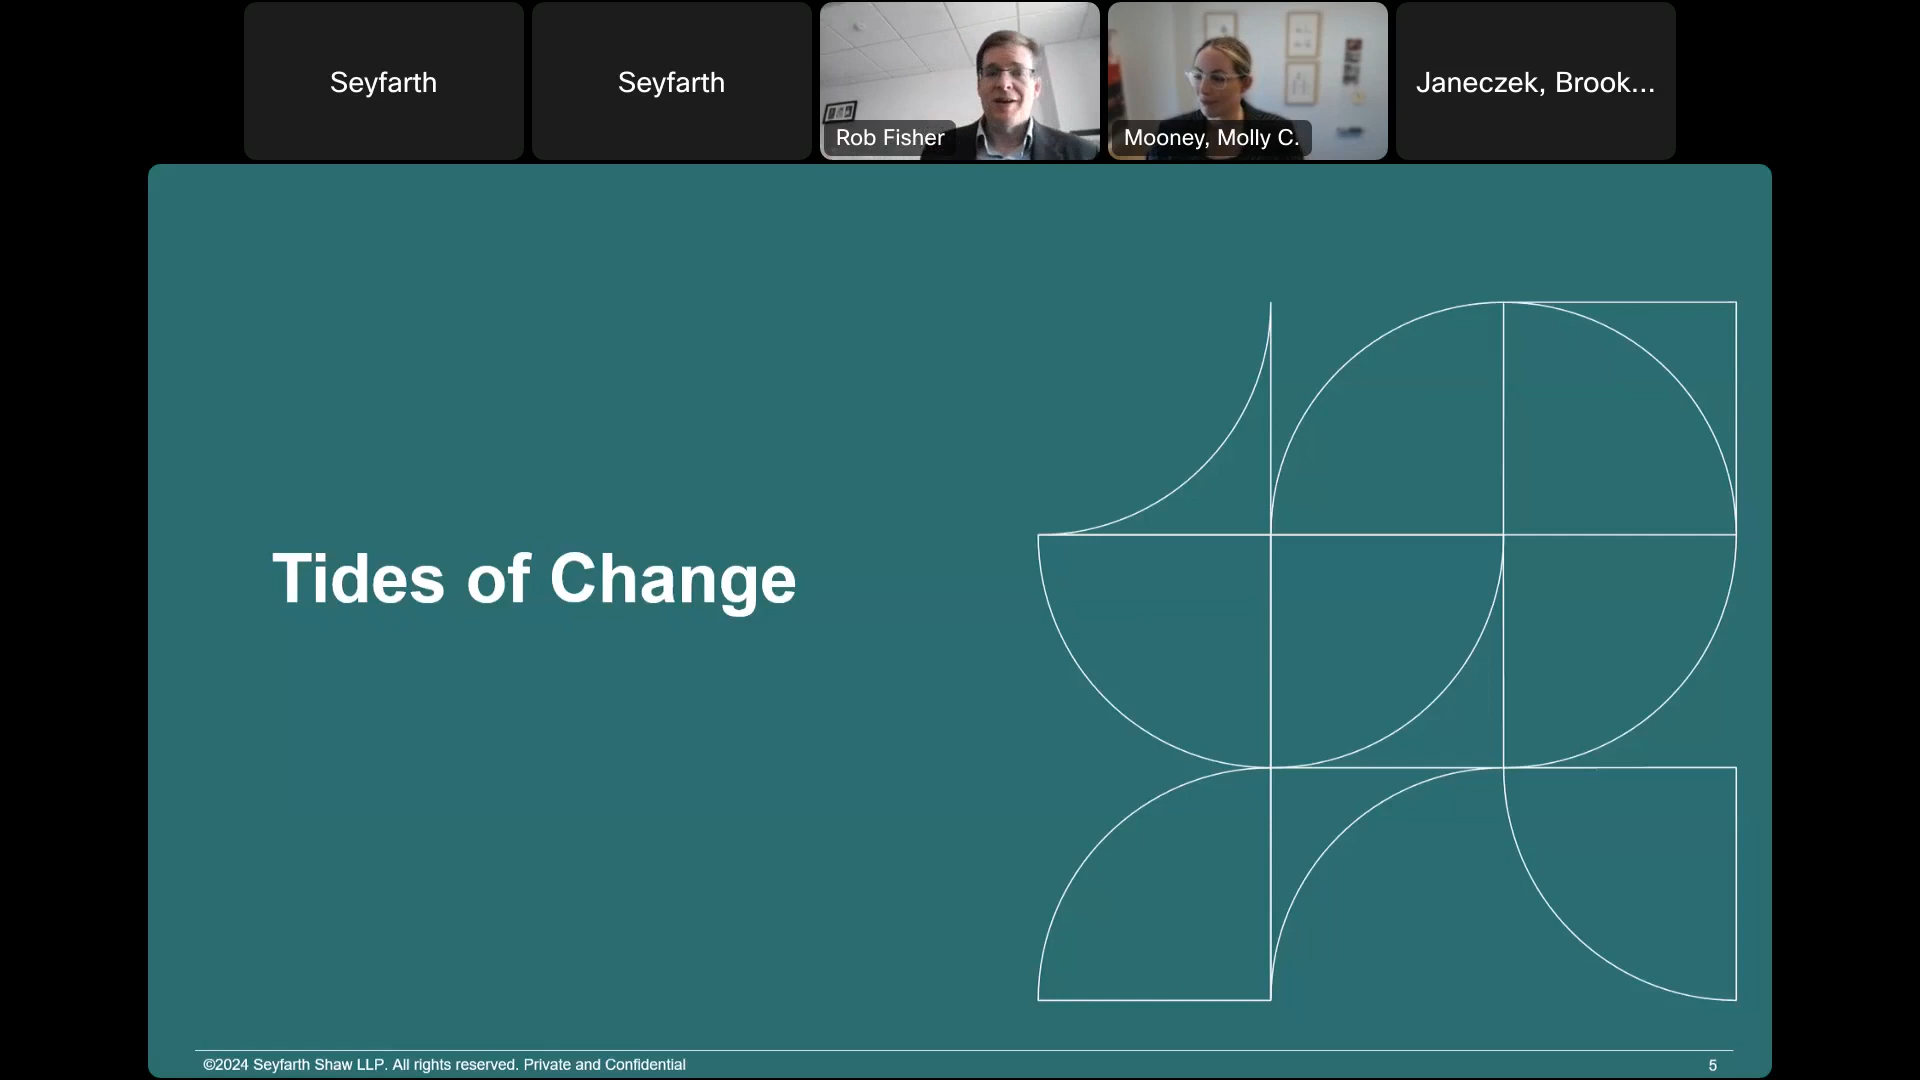 Seyfarth
Seyfarth
Rob Fisher
Mooney, Molly C.
Janeczek, Brook...
Tides of Change
©2024 Seyfarth Shaw LLP. All rights reserved. Private and Confidential
5